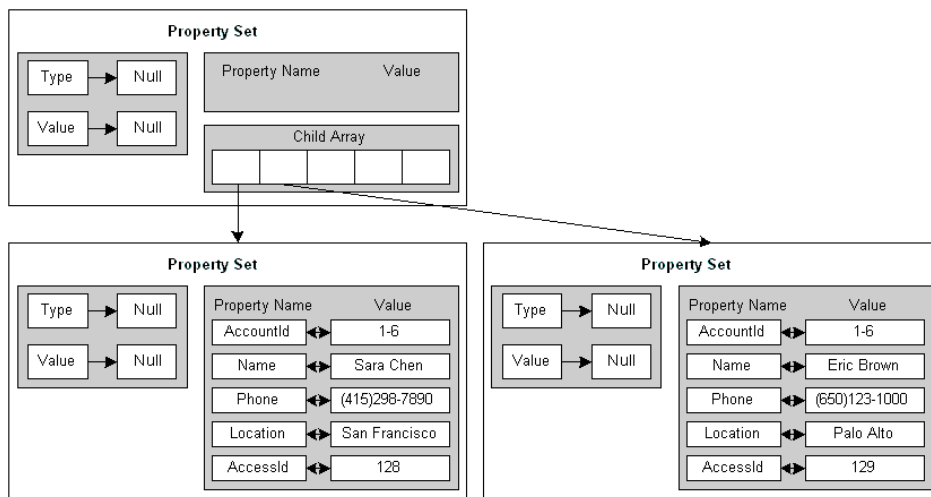 Property Set
Type Null
Value Null
Property Name Value
Child Array
Property Set
Type Null
Value Null
Property Name Value
AccountId 1-6
Name Sara Chen
Phone (415)298-7890
Location San Francisco
AccessId 128
Property Set
Type Null
Value Null
Property Name Value
AccountId 1-6
Name Eric Brown
Phone (650)123-1000
Location Palo Alto
AccessId 129